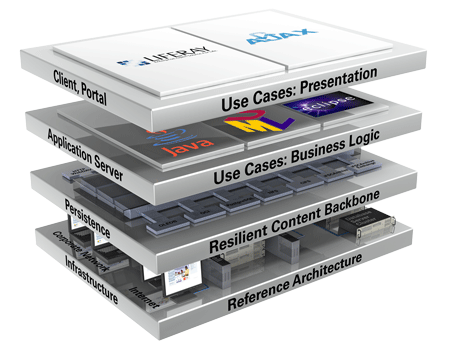 LIFERAY
AJAX
Client, Portal
Use Cases: Presentation
Java
eclipse
Application Server
Use Cases: Business Logic
Persistence
Resilient Content Backbone
Corporate Network
Internet
Infrastructure
Reference Architecture